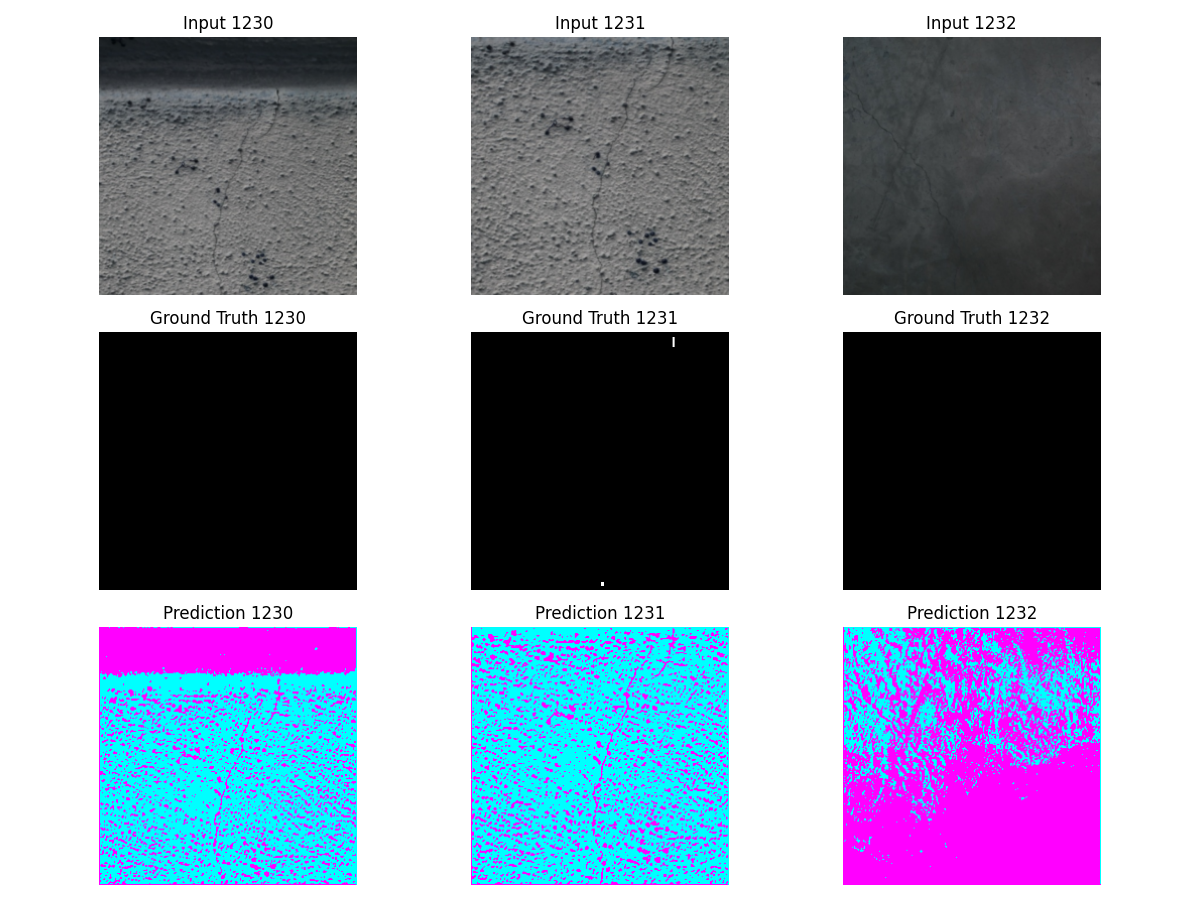 Input 1230
Input 1231
Input 1232
Ground Truth 1230
Ground Truth 1231
Ground Truth 1232
Prediction 1230
Prediction 1231
Prediction 1232